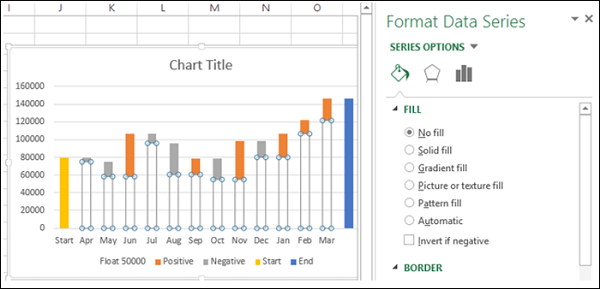 I J K L M N O
Format Data Series
SERIES OPTIONS
Chart Title
FILL
No fill
Solid fill
Gradient fill
Picture or texture fill
Pattern fill
Automatic
Invert if negative
BORDER
160000
140000
120000
100000
80000
60000
40000
20000
0
Start Apr May Jun Jul Aug Sep Oct Nov Dec Jan Feb Mar
Float 50000 Positive Negative Start End